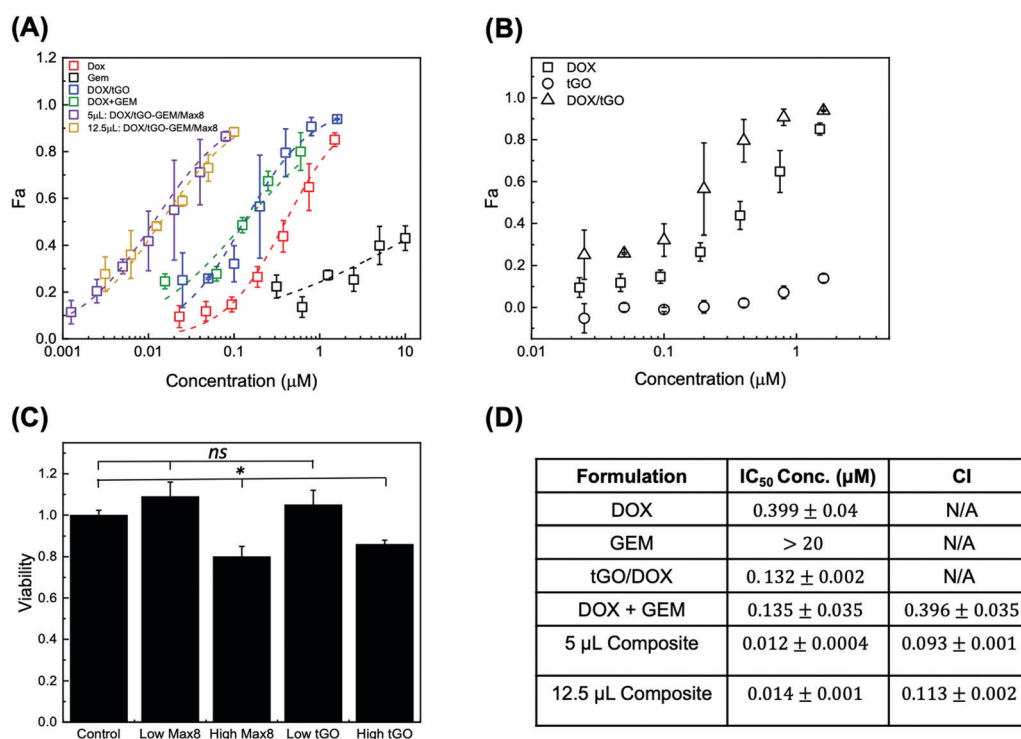 (A)
1.2
1.0
0.8
0.6
0.4
0.2
0.0
Fa
Dox
Gem
DOX/tGO
DOX+GEM
5µL: DOX/tGO-GEM/Max8
12.5µL: DOX/tGO-GEM/Max8
0.001
0.01
0.1
1
10
Concentration (µM)
(B)
1.0
0.8
0.6
0.4
0.2
0.0
Fa
DOX
tGO
DOX/tGO
0.01
0.1
1
Concentration (µM)
(C)
ns
*
1.2
1.0
0.8
0.6
0.4
0.2
0.0
Viability
Control Low Max8 High Max8 Low tGO High tGO
(D)
Formulation IC50 Conc. (µM) CI
DOX 0.399 ± 0.04 N/A
GEM > 20 N/A
tGO/DOX 0.132 ± 0.002 N/A
DOX + GEM 0.135 ± 0.035 0.396 ± 0.035
5 µL Composite 0.012 ± 0.0004 0.093 ± 0.001
12.5 µL Composite 0.014 ± 0.001 0.113 ± 0.002